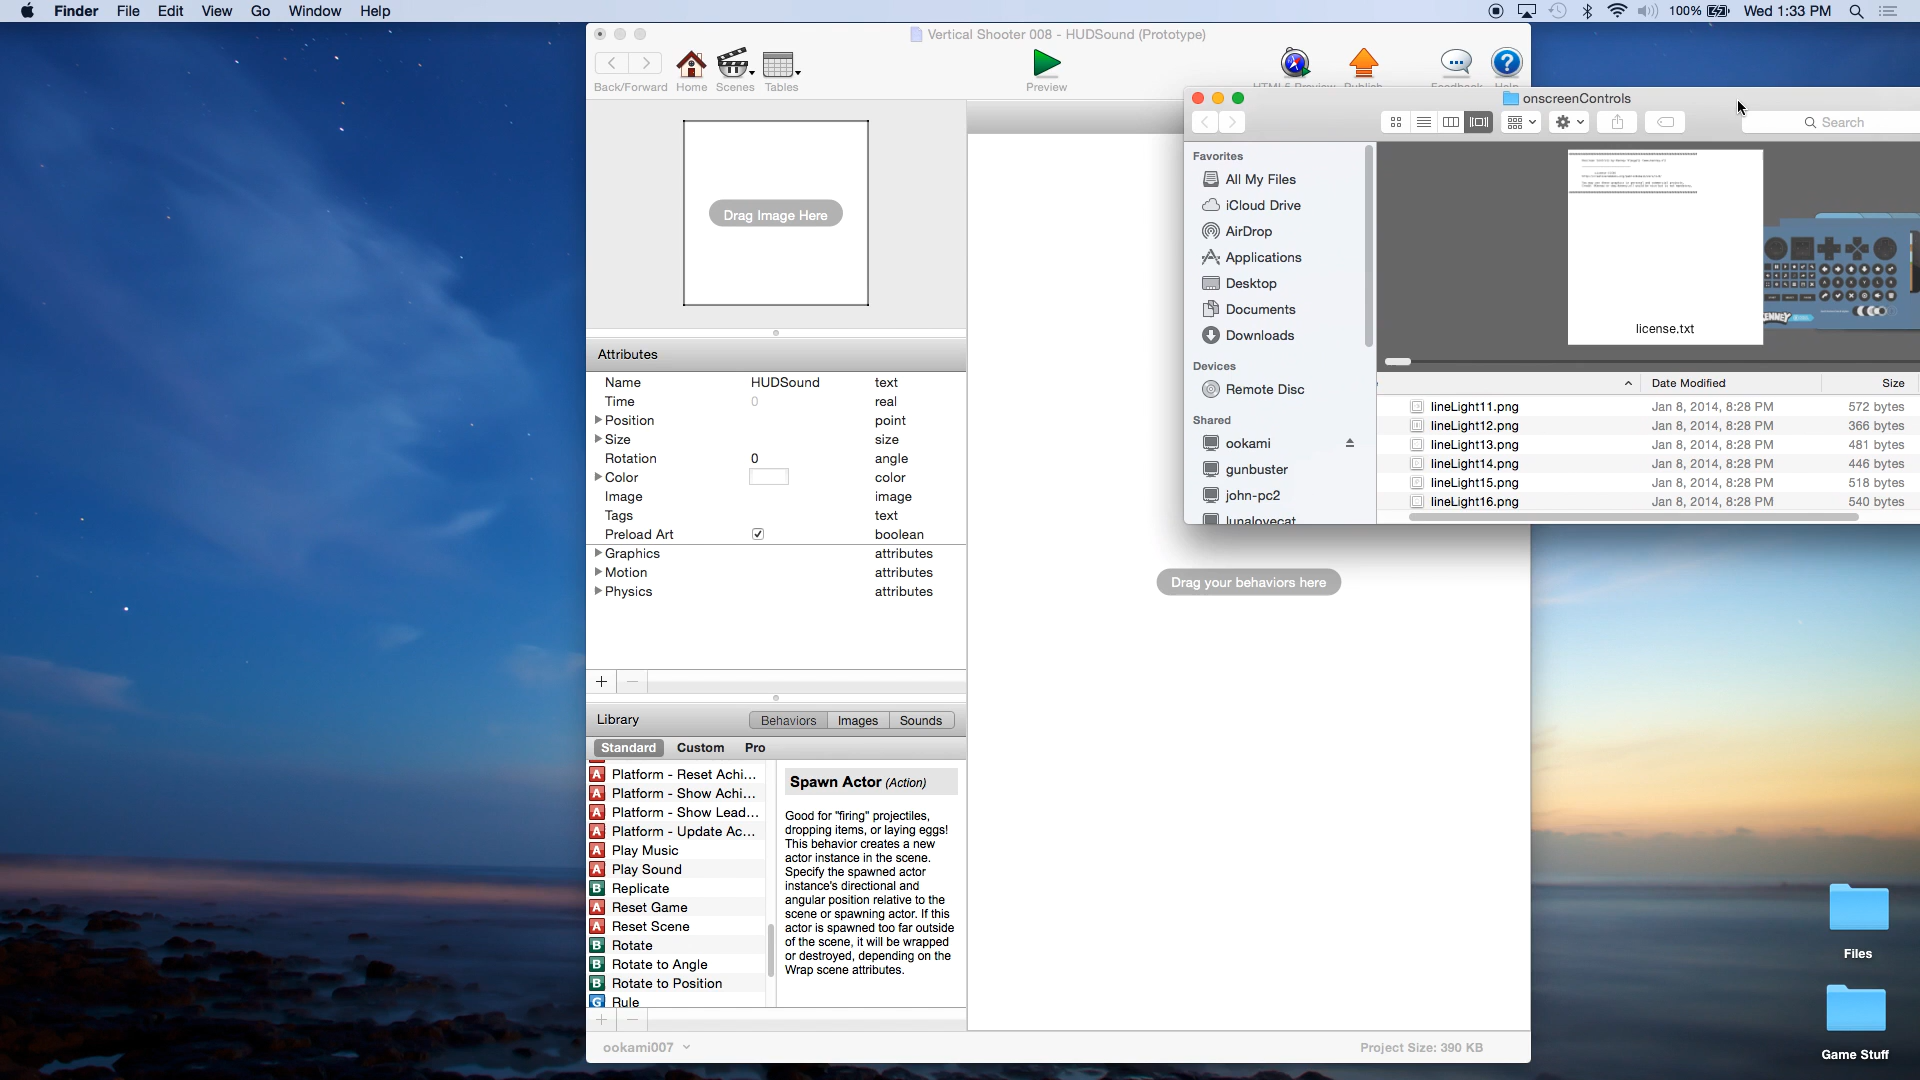 Finder File Edit View Go Window Help
100% Wed 1:33 PM
Vertical Shooter 008 - HUDSound (Prototype)
Back/Forward Home Scenes Tables
Preview
onscreenControls
Search
Drag Image Here
Favorites
All My Files
iCloud Drive
AirDrop
Applications
Desktop
Documents
Downloads
Devices
Remote Disc
Shared
ookami
gunbuster
john-pc2
lunalovecat
license.txt
KENNEY
Date Modified Size
lineLight11.png Jan 8, 2014, 8:28 PM 572 bytes
lineLight12.png Jan 8, 2014, 8:28 PM 366 bytes
lineLight13.png Jan 8, 2014, 8:28 PM 481 bytes
lineLight14.png Jan 8, 2014, 8:28 PM 446 bytes
lineLight15.png Jan 8, 2014, 8:28 PM 518 bytes
lineLight16.png Jan 8, 2014, 8:28 PM 540 bytes
Attributes
Name HUDSound text
Time 0 real
Position point
Size size
Rotation 0 angle
Color color
Image image
Tags text
Preload Art boolean
Graphics attributes
Motion attributes
Physics attributes
Drag your behaviors here
Library Behaviors Images Sounds
Standard Custom Pro
Platform - Reset Achi...
Platform - Show Achi...
Platform - Show Lead...
Platform - Update Ac...
Play Music
Play Sound
Replicate
Reset Game
Reset Scene
Rotate
Rotate to Angle
Rotate to Position
Rule
Spawn Actor (Action)
Good for "firing" projectiles,
dropping items, or laying eggs!
This behavior creates a new
actor instance in the scene.
Specify the spawned actor
instance's directional and
angular position relative to the
scene or spawning actor. If this
actor is spawned too far outside
of the scene, it will be wrapped
or destroyed, depending on the
Wrap scene attributes.
ookami007
Project Size: 390 KB
Files
Game Stuff